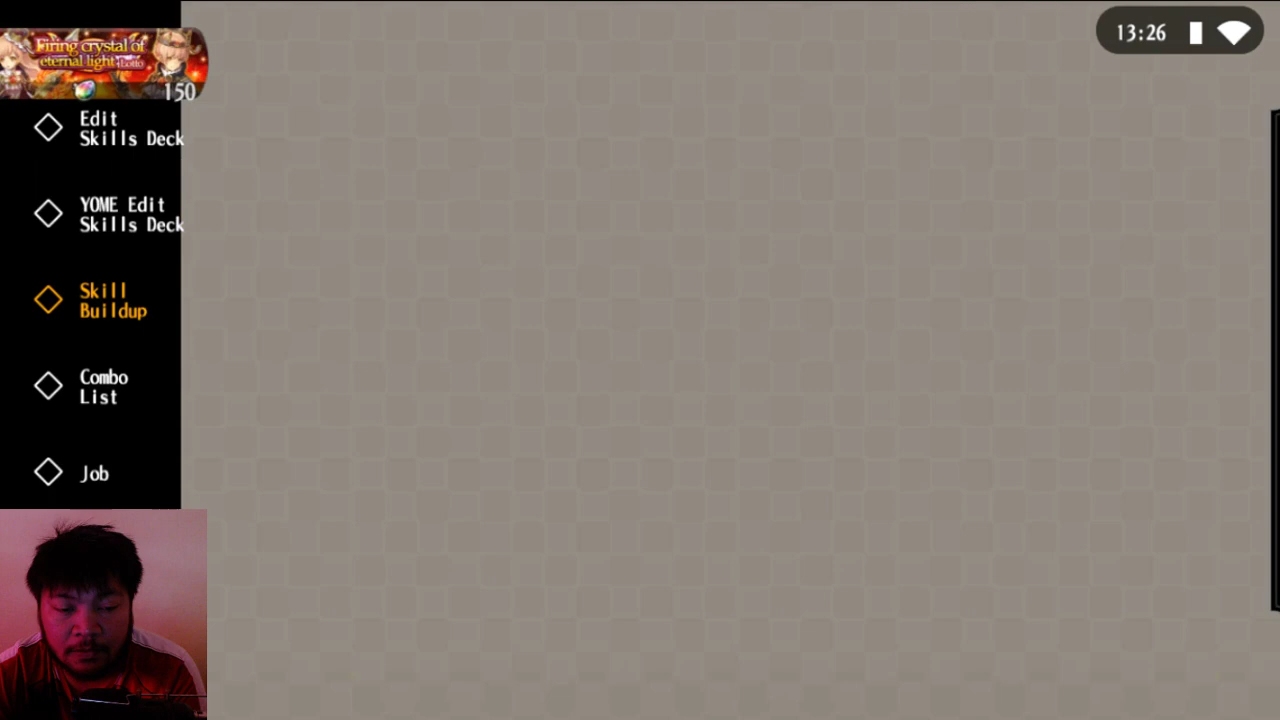 13:26
Firing crystal of
eternal light Lotto
150
Edit
Skills Deck
YOME Edit
Skills Deck
Skill
Buildup
Combo
List
Job